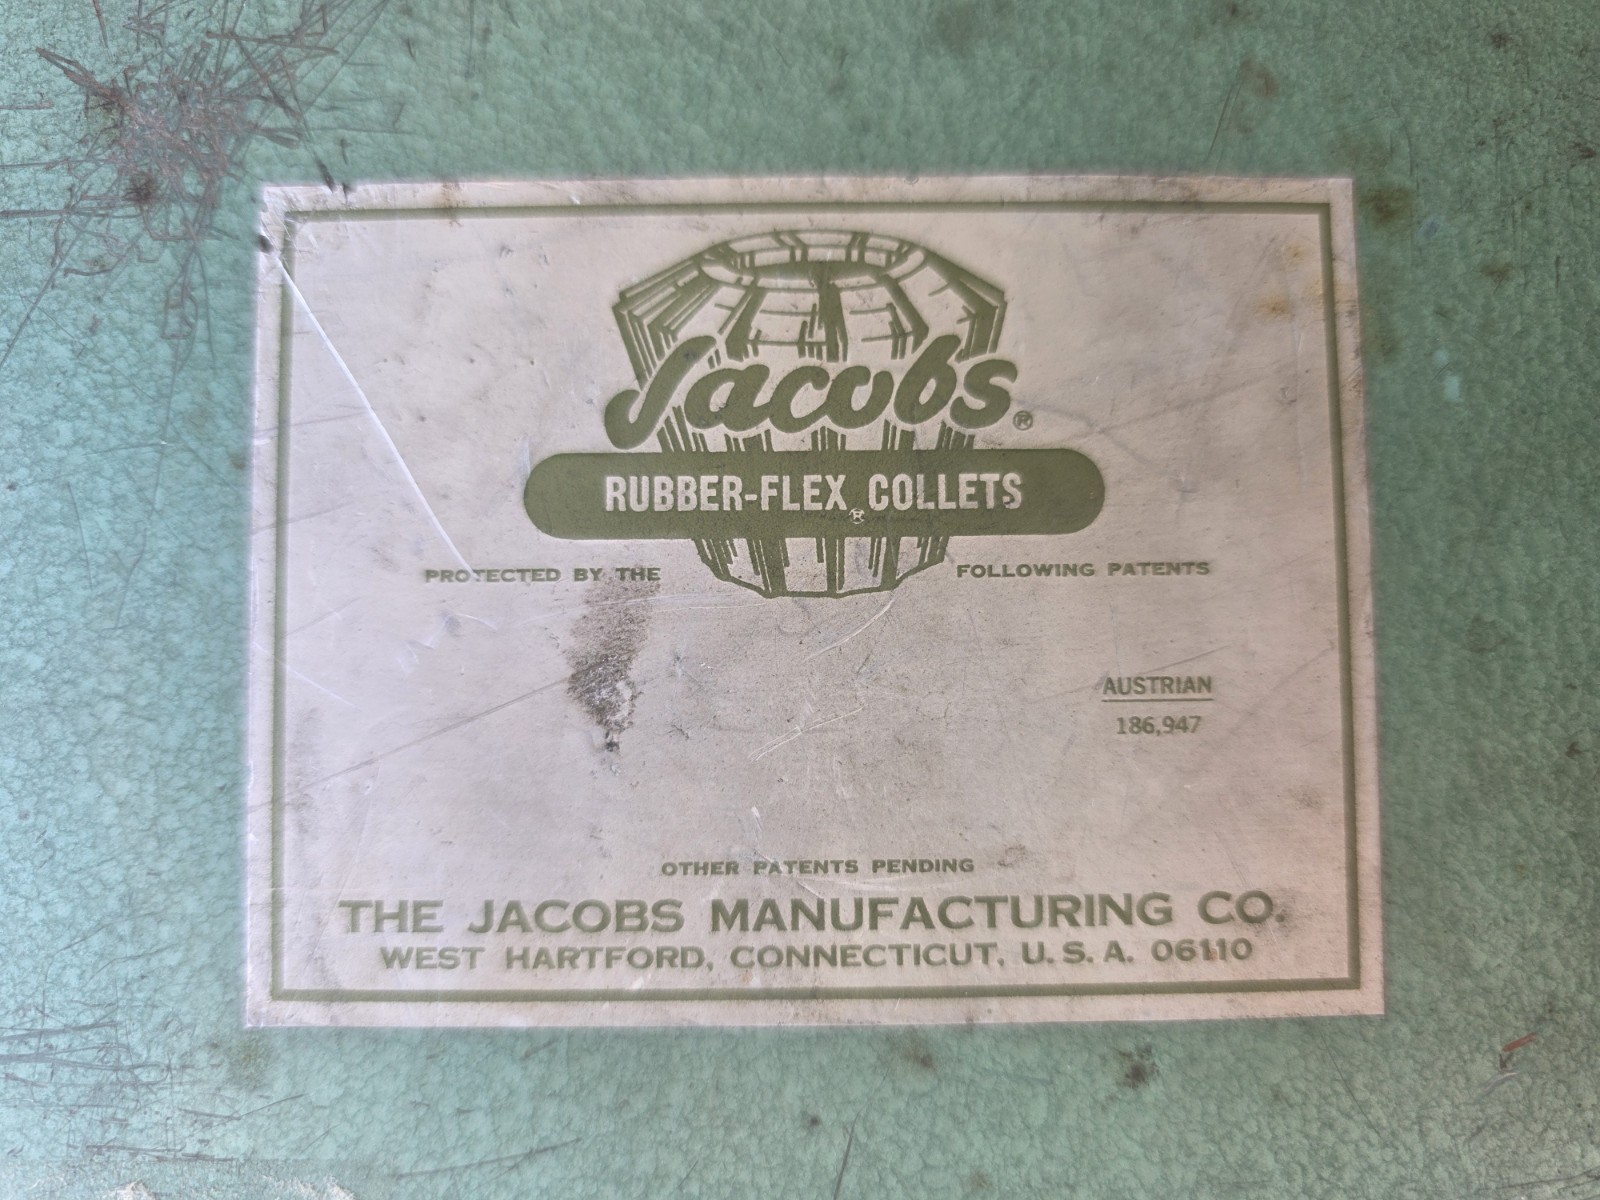 Jacobs®
RUBBER-FLEX® COLLETS
PROTECTED BY THE FOLLOWING PATENTS
AUSTRIAN
186,947
OTHER PATENTS PENDING
THE JACOBS MANUFACTURING CO.
WEST HARTFORD, CONNECTICUT, U.S.A. 06110